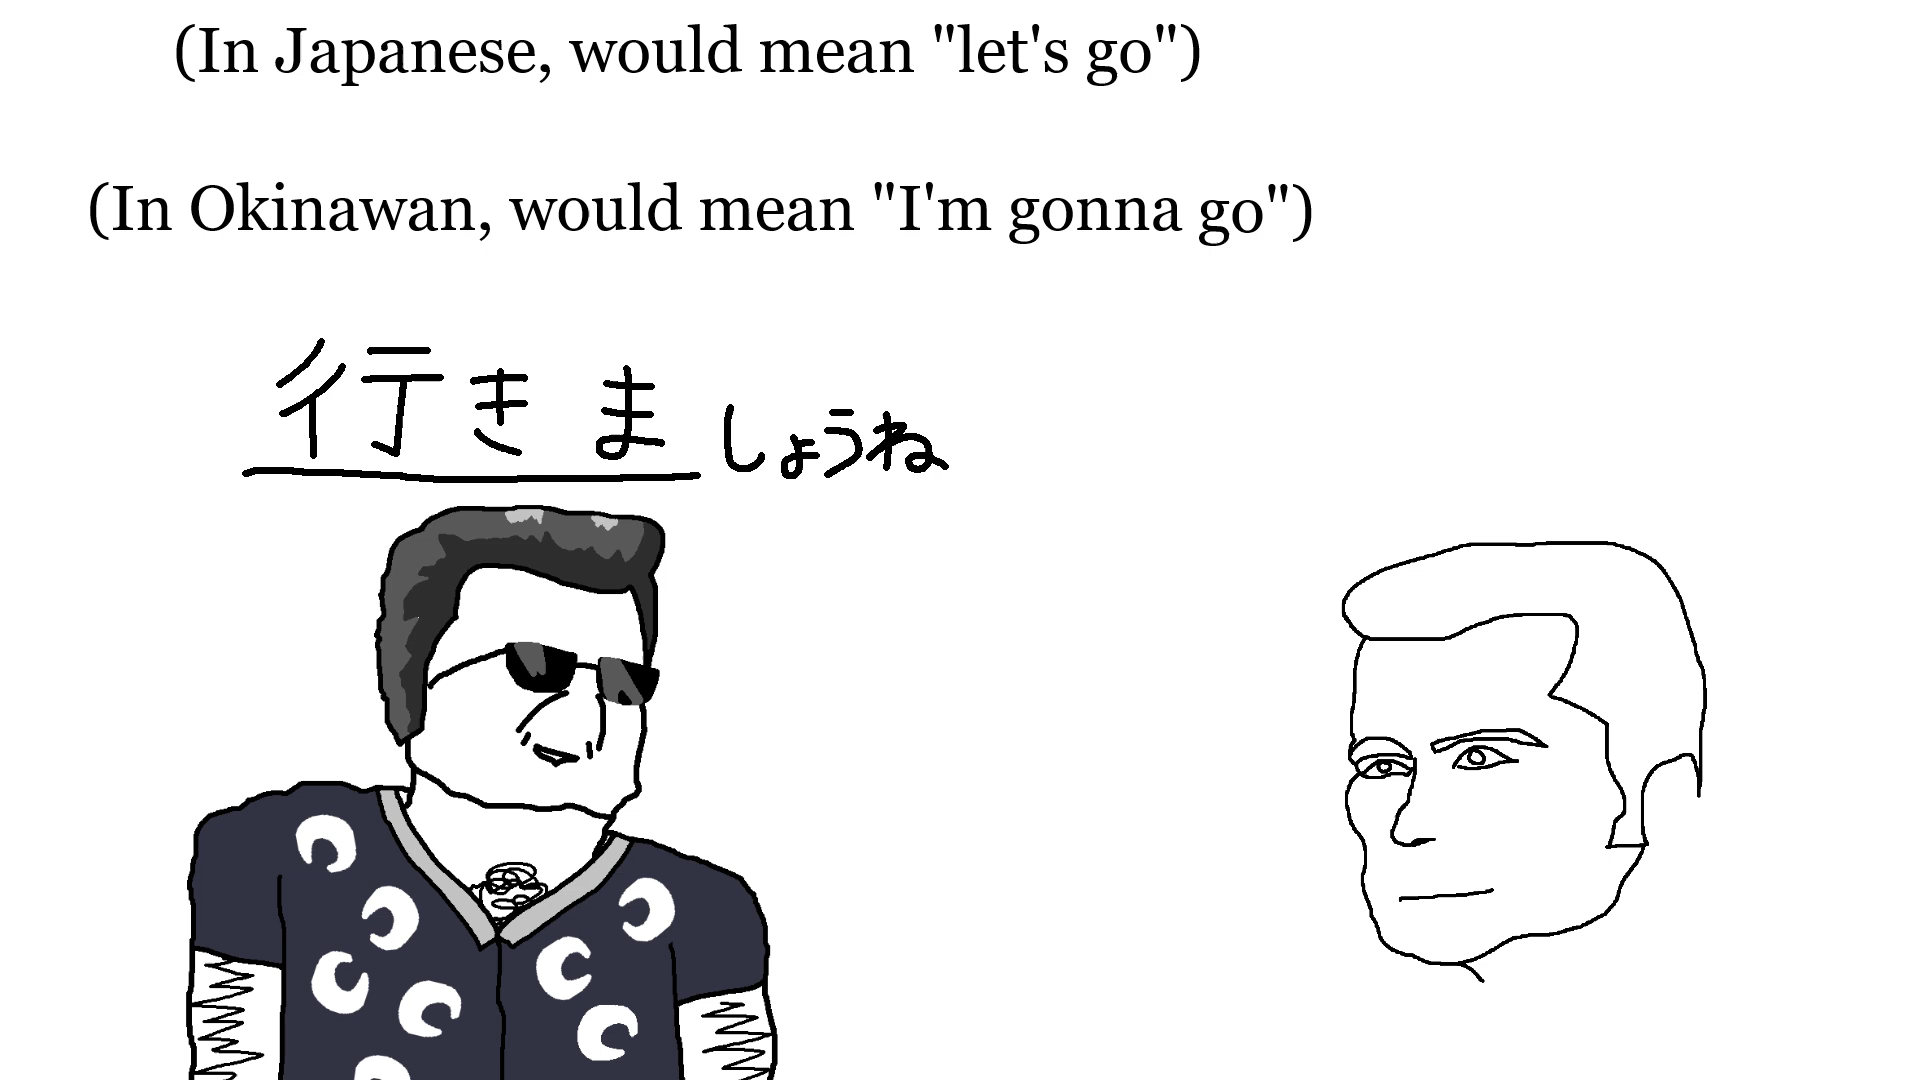 (In Japanese, would mean "let's go")
(In Okinawan, would mean "I'm gonna go")
行きましょうね